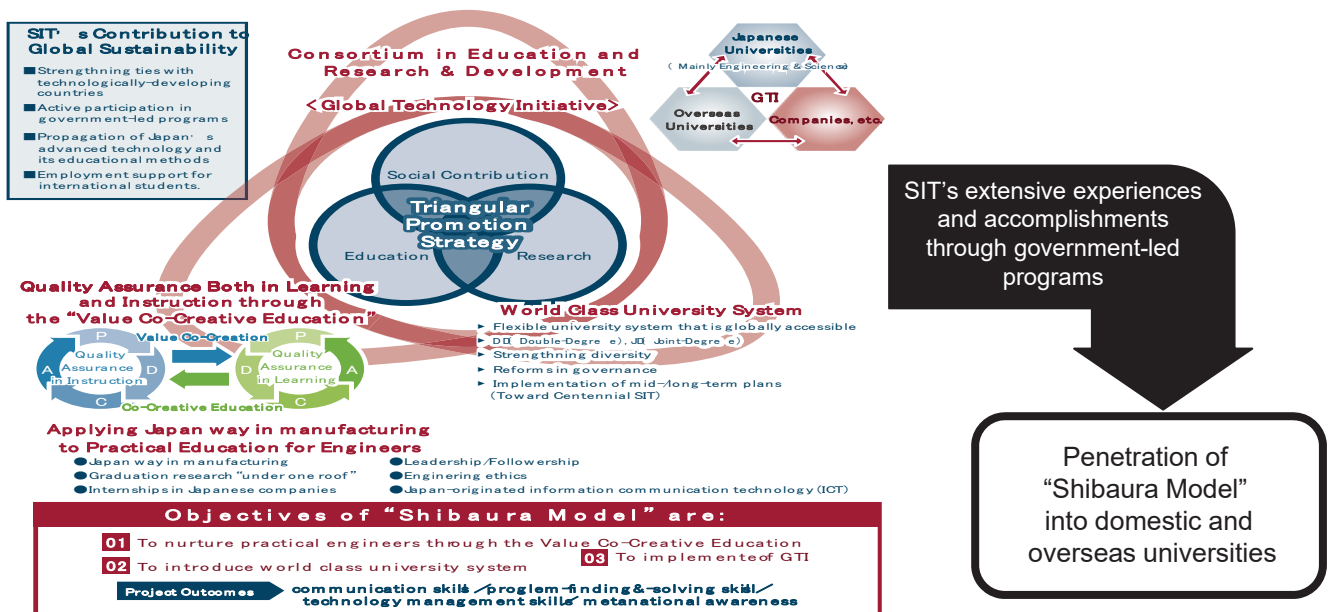 SIT's Contribution to
Global Sustainability
■Strengthning ties with
technologically-developing
countries
■Active participation in
government-led programs
■Propagation of Japan's
advanced technology and
its educational methods
■Employment support for
international students.
Consortium in Education and
Research & Development
<Global Technology Initiative>
Japanese
Universities
( Mainly Engineering & Science)
GTI
Overseas
Universities
Companies, etc.
Social Contribution
Triangular
Promotion
Strategy
Education
Research
SIT's extensive experiences
and accomplishments
through government-led
programs
Quality Assurance Both in Learning
and Instruction through
the “Value Co-Creative Education”
P
Value Co-Creation
P
Quality
Assurance
in Instruction
A
D
C
Quality
Assurance
in Learning
D
A
C
Co-Creative Education
World Class University System
► Flexible university system that is globally accessible
► DD( Double-Degree), JD( Joint-Degree)
► Strengthning diversity
► Reforms in governance
► Implementation of mid-/long-term plans
(Toward Centennial SIT)
Applying Japan way in manufacturing
to Practical Education for Engineers
●Japan way in manufacturing
●Graduation research “under one roof”
●Internships in Japanese companies
●Leadership/Followership
●Enginering ethics
●Japan-originated information communication technology (ICT)
Penetration of
“Shibaura Model”
into domestic and
overseas universities
Objectives of “Shibaura Model” are:
01 To nurture practical engineers through the Value Co-Creative Education
02 To introduce world class university system
03 To implementeof GTI
Project Outcomes
communication skills/proglem-finding&-solving skill/
technology management skills/ metanational awareness